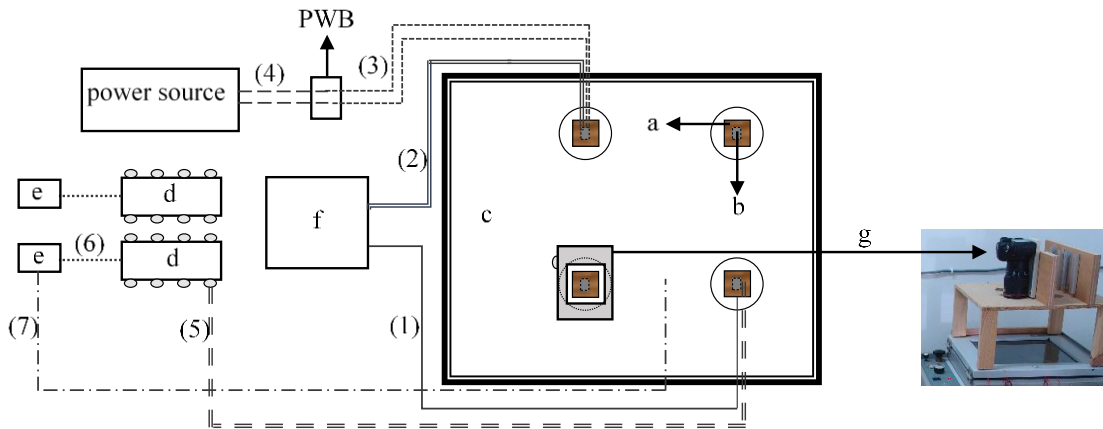 PWB
(4)
(3)
power source
a
(2)
b
e
d
f
c
(6)
e
d
g
(7)
(5)
(1)